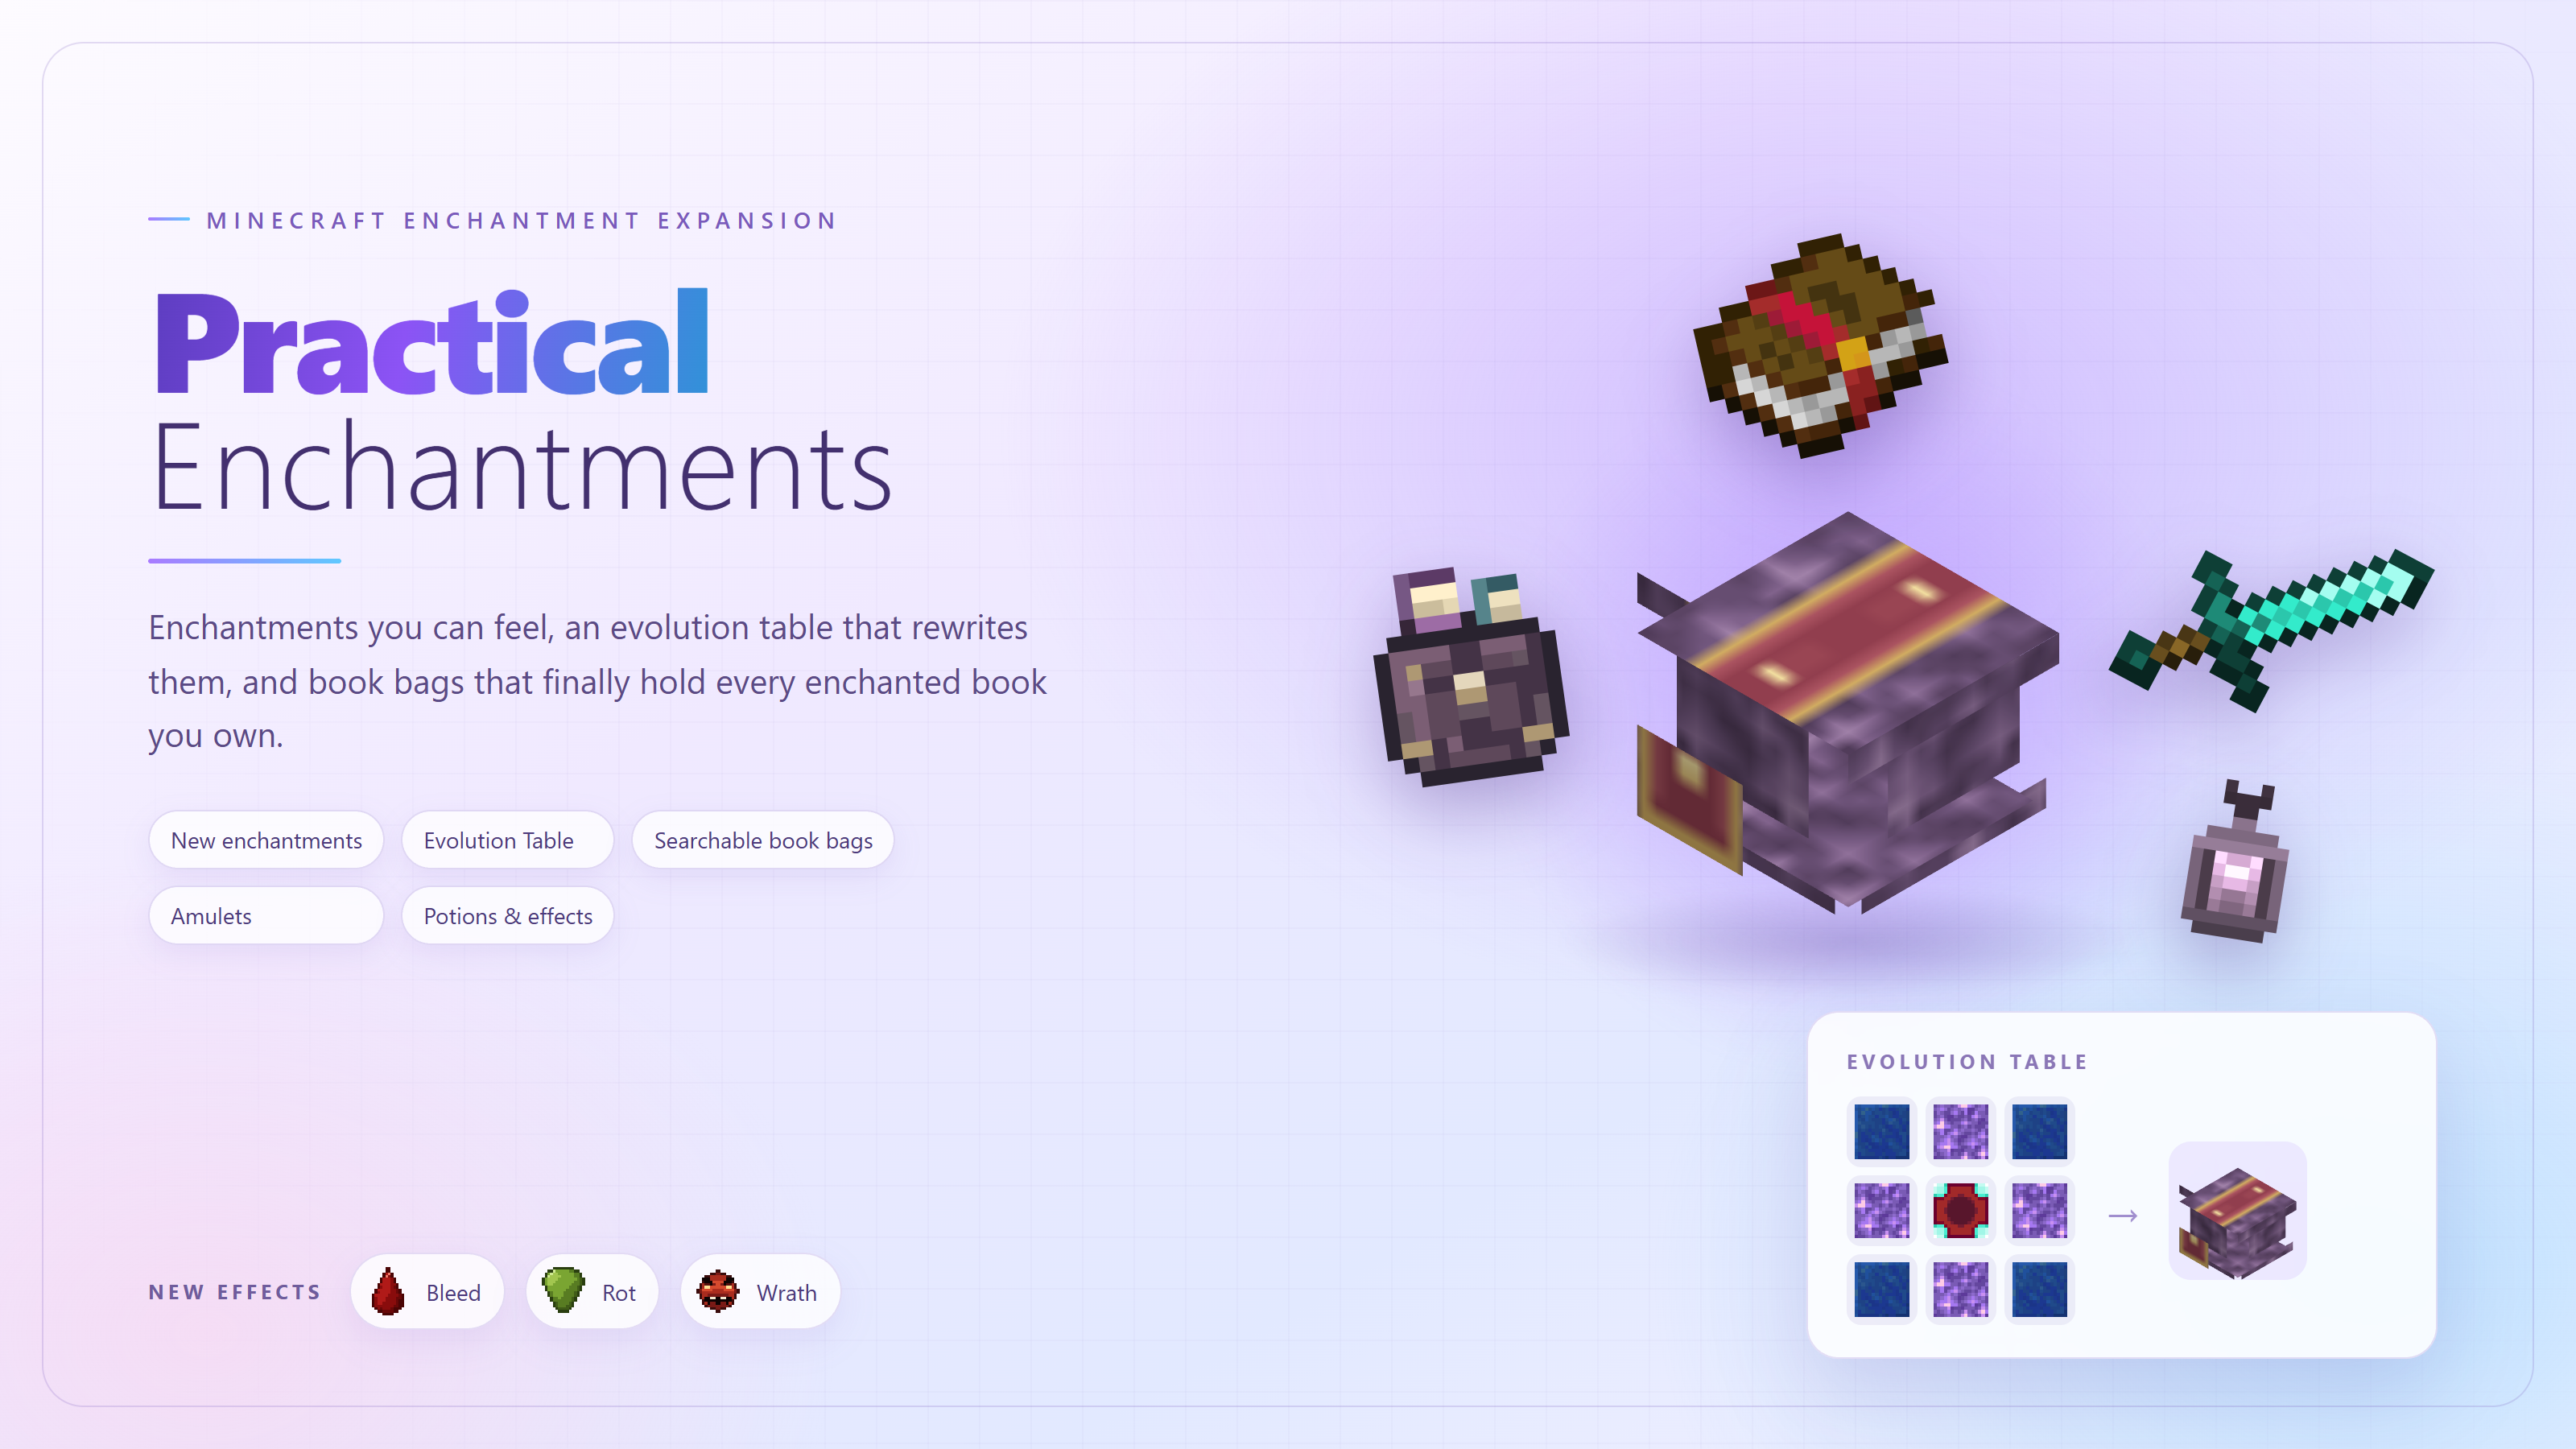 MINECRAFT ENCHANTMENT EXPANSION
Practical
Enchantments
Enchantments you can feel, an evolution table that rewrites
them, and book bags that finally hold every enchanted book
you own.
New enchantments
Evolution Table
Searchable book bags
Amulets
Potions & effects
EVOLUTION TABLE
→
NEW EFFECTS
Bleed
Rot
Wrath